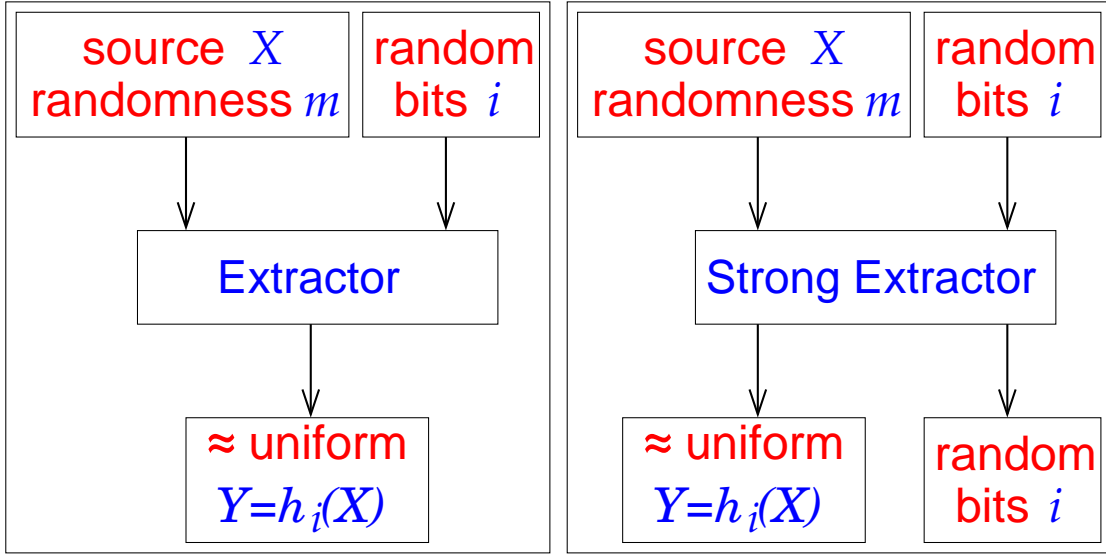 source X
randomness m
random
bits i
Extractor
≈ uniform
Y=h_i(X)
source X
randomness m
random
bits i
Strong Extractor
≈ uniform
Y=h_i(X)
random
bits i